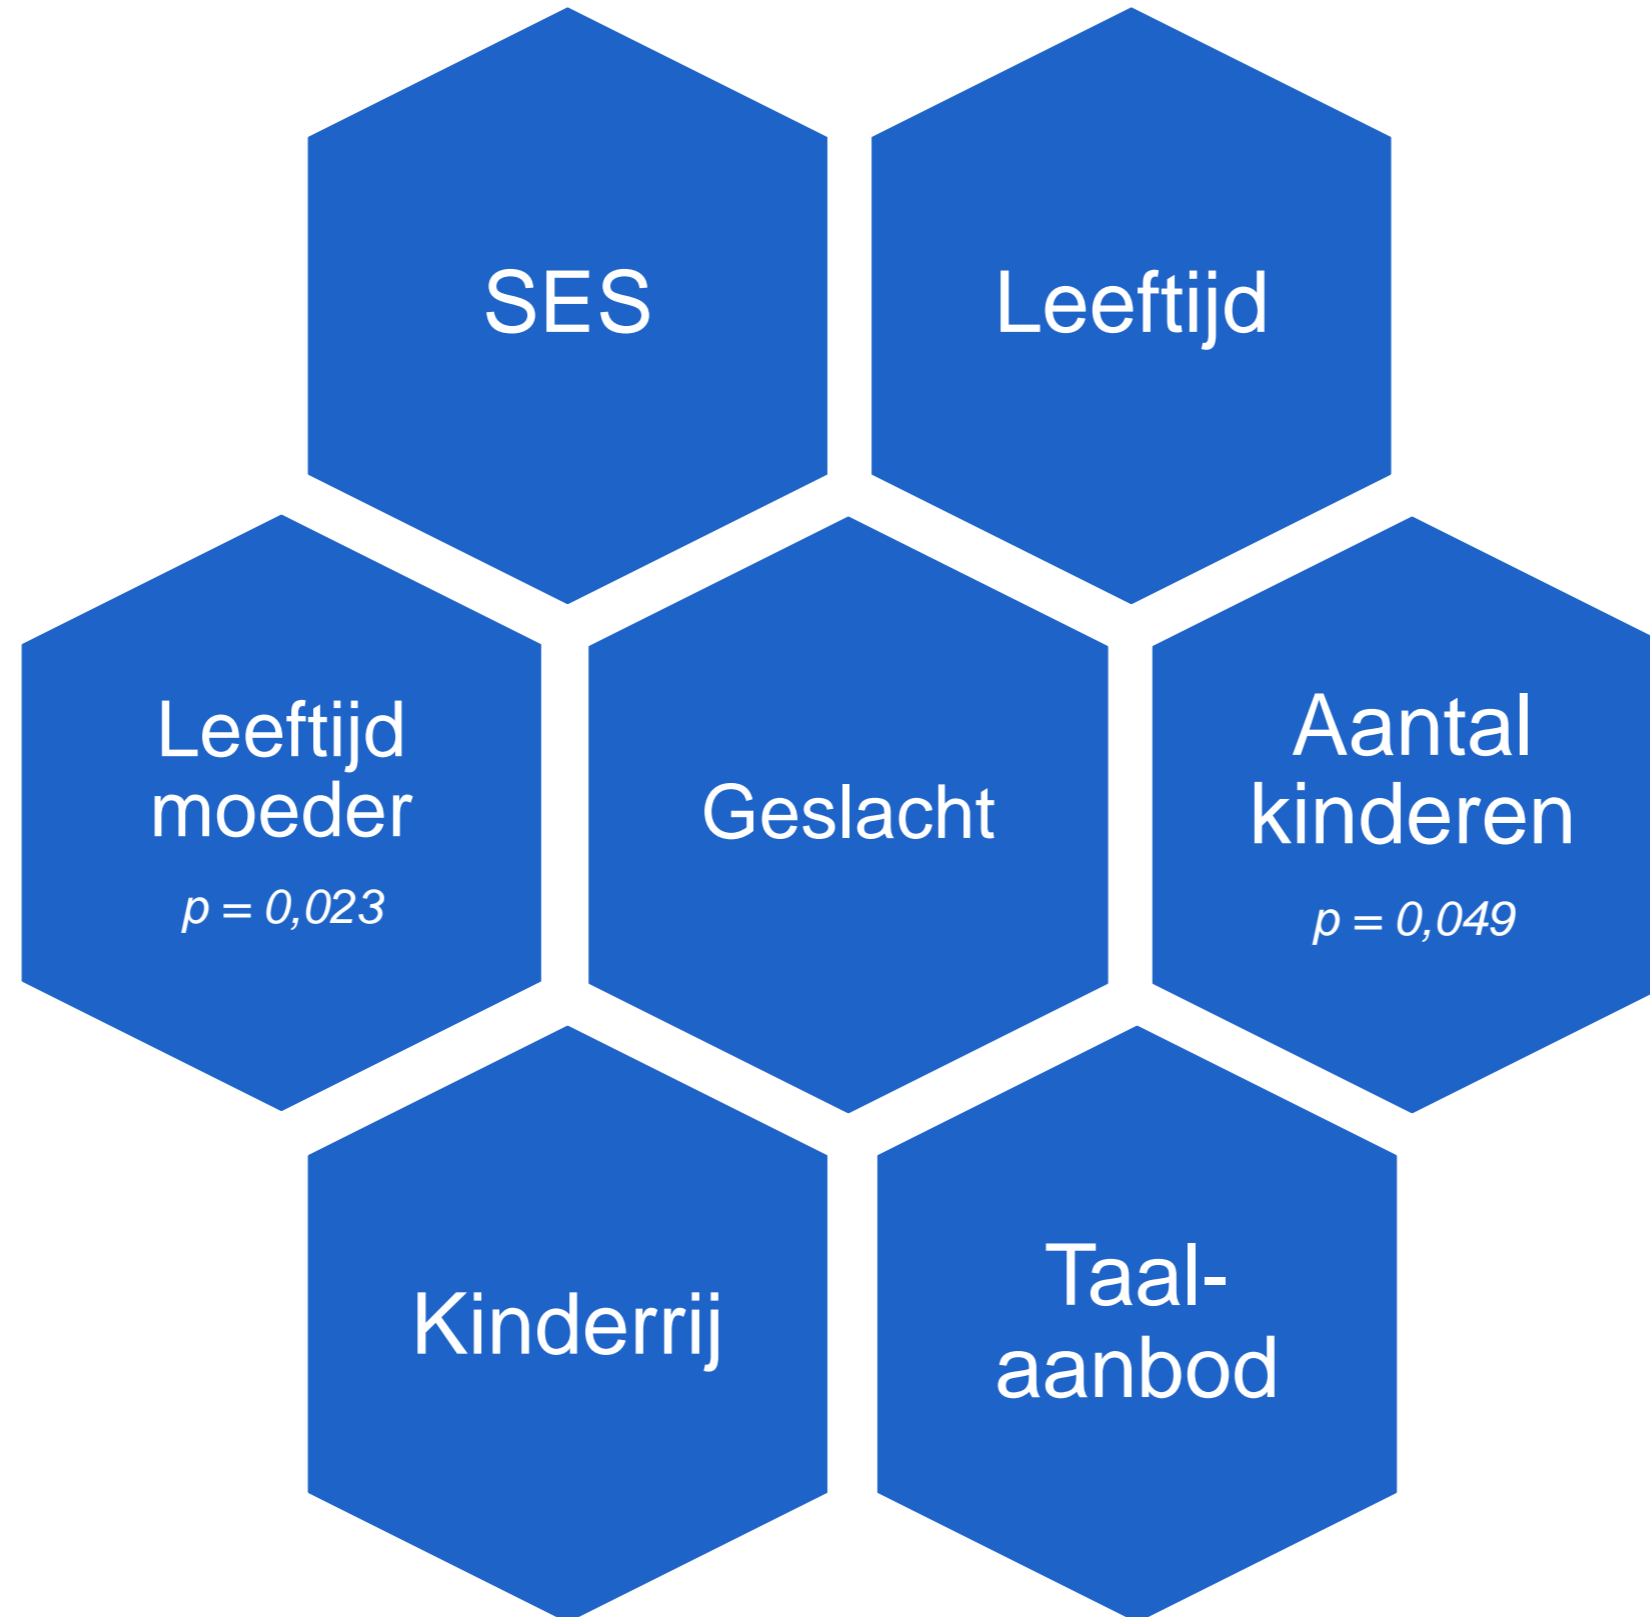 SES
Leeftijd
Leeftijd
moeder
p = 0,023
Geslacht
Aantal
kinderen
p = 0,049
Kinderrij
Taal-
aanbod